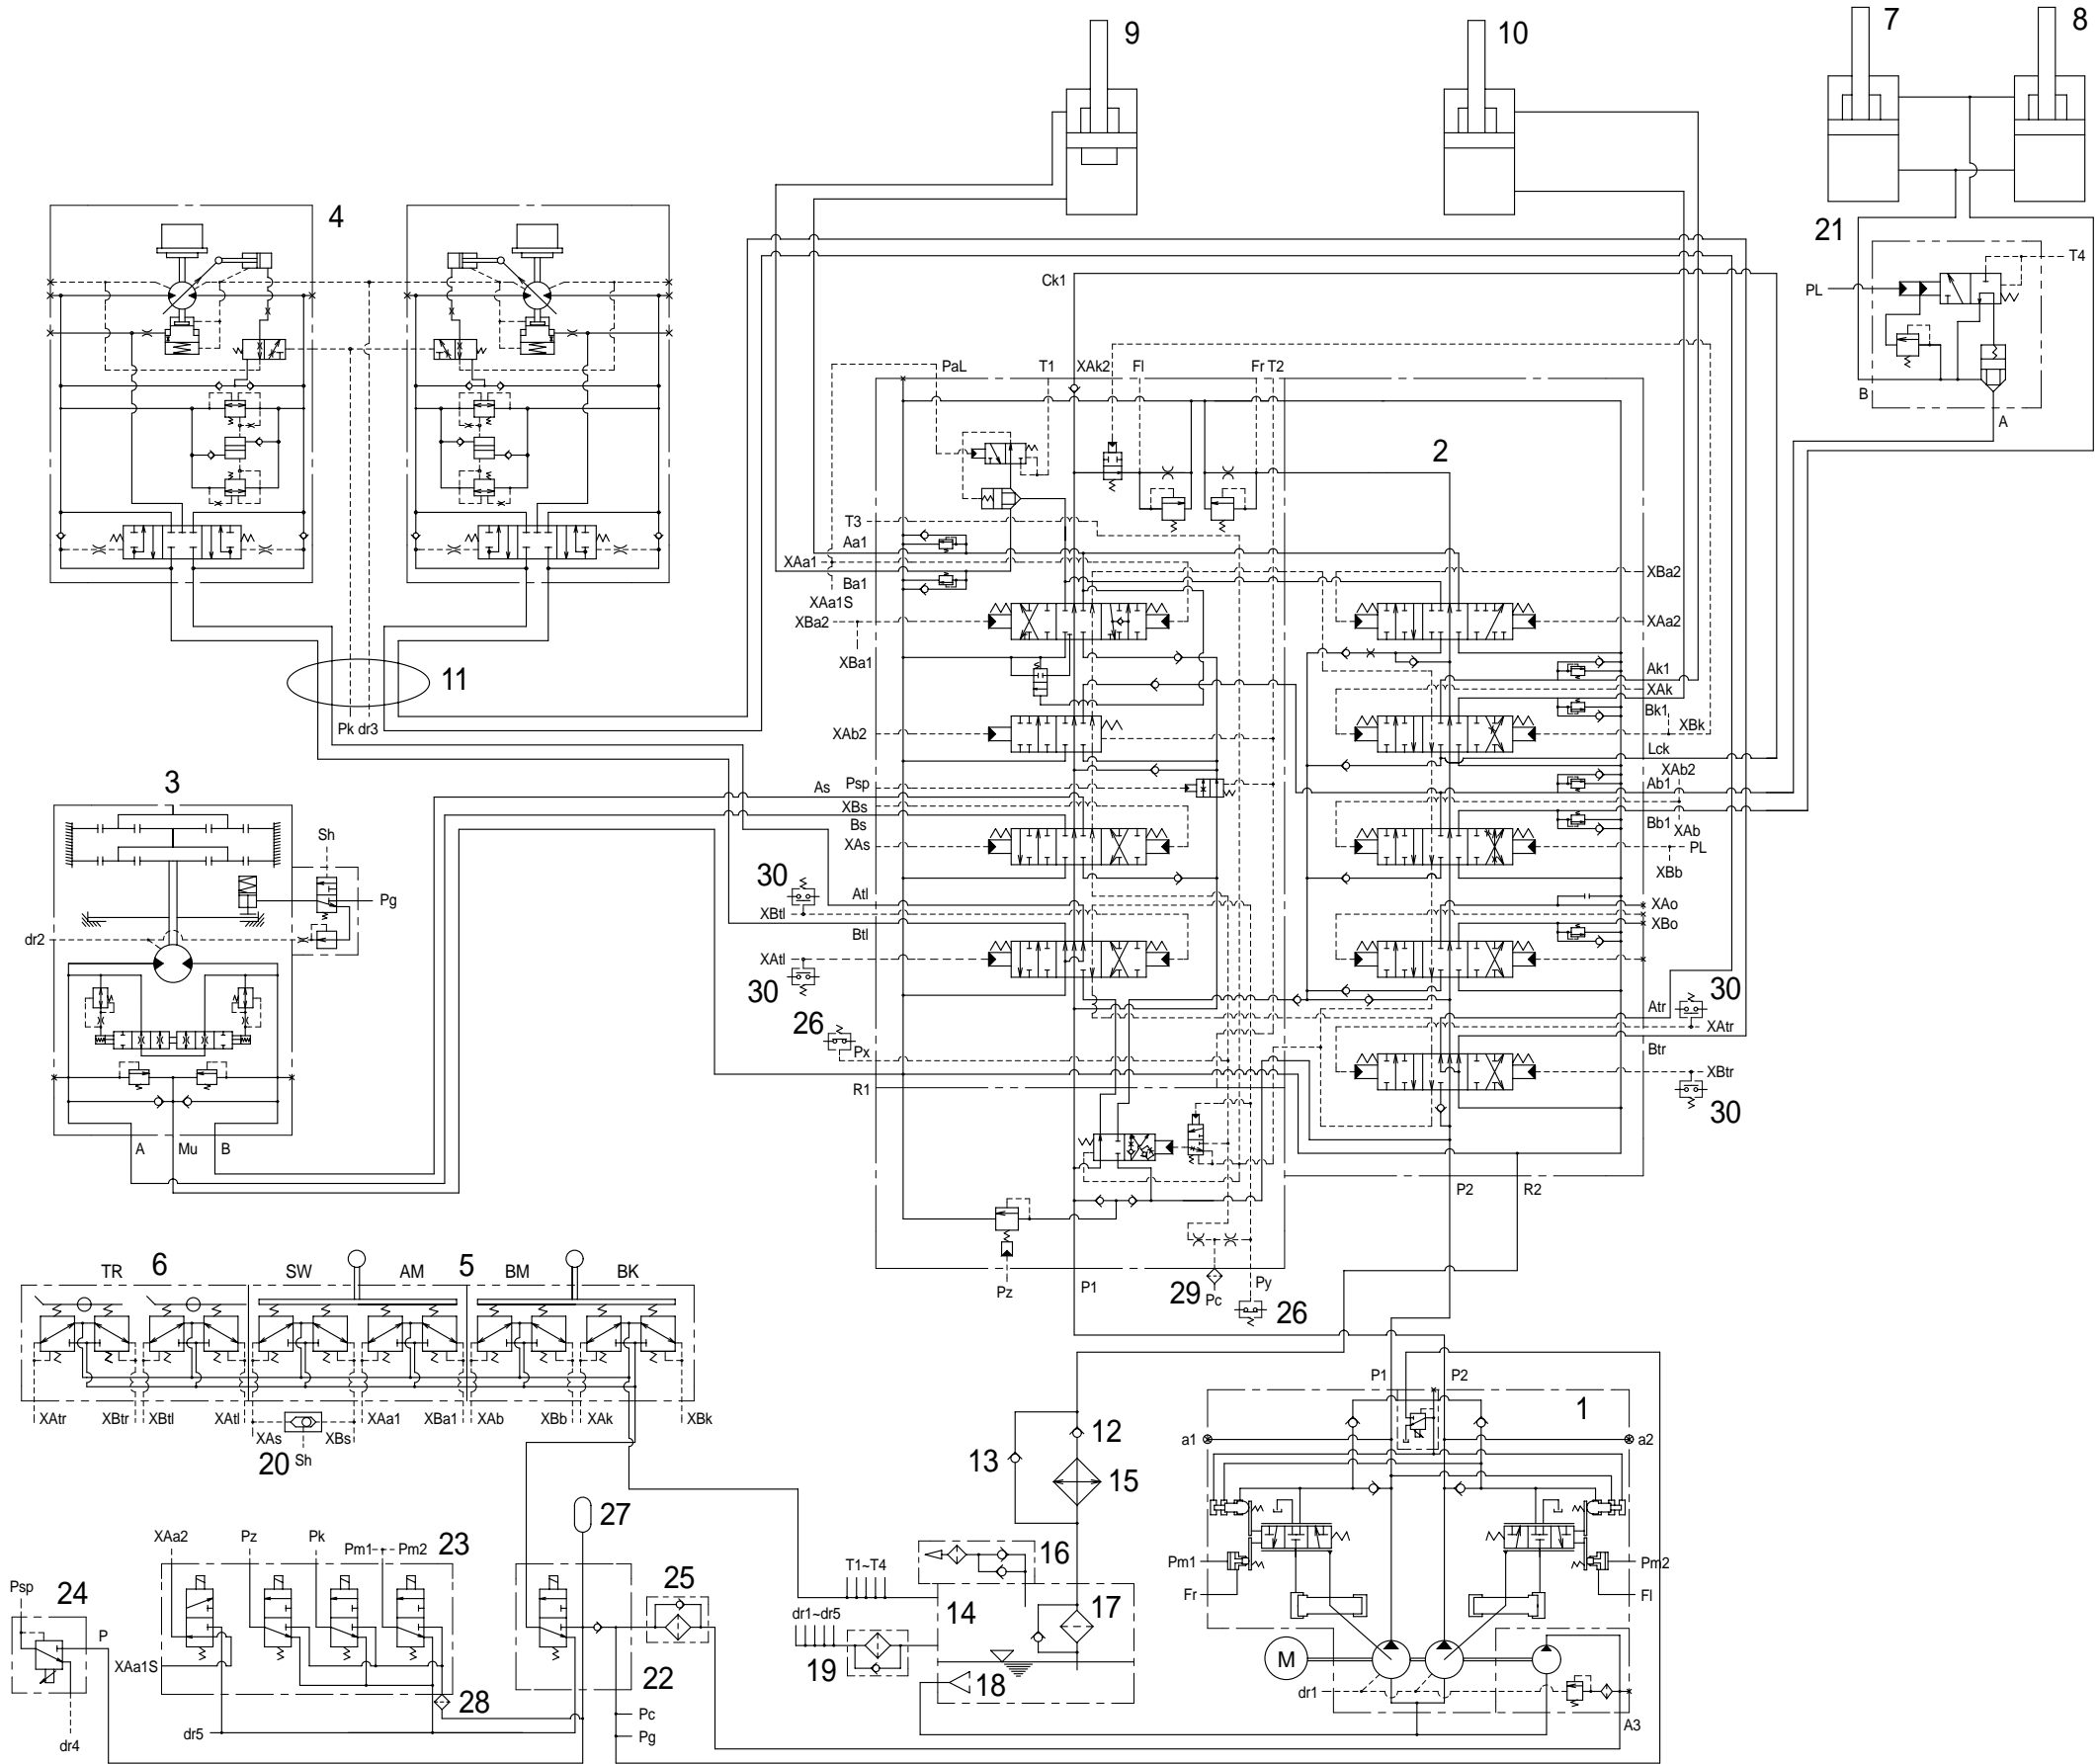 9
10
7
8
4
21
T4
PL
Ck1
B
A
PaL
T1
XAk2
Fl
Fr
T2
2
T3
Aa1
XAa1
Ba1
XAa1S
XBa2
XBa1
XBa2
XAa2
Ak1
XAk
Bk1
XBk
11
Pk
dr3
XAb2
Lck
XAb2
Ab1
Bb1
XAb
PL
XBb
3
Psp
As
XBs
Bs
XAs
Sh
Pg
dr2
30
Atl
XBtl
Btl
XAtl
30
XAo
XBo
30
Atr
XAtr
Btr
XBtr
30
26
Px
R1
A
Mu
B
P2
R2
Pz
P1
29
Pc
Py
26
TR
6
SW
AM
5
BM
BK
XAtr
XBtr
XBtl
XAtl
XAs
XBs
XAa1
XBa1
XAb
XBb
XAk
XBk
20
Sh
P1
P2
1
a1
a2
12
13
15
27
XAa2
Pz
Pk
Pm1
Pm2
23
Psp
24
P
XAa1S
28
dr5
dr4
22
25
Pc
Pg
T1~T4
dr1~dr5
19
16
14
17
18
Pm1
Fr
Pm2
Fl
M
dr1
A3